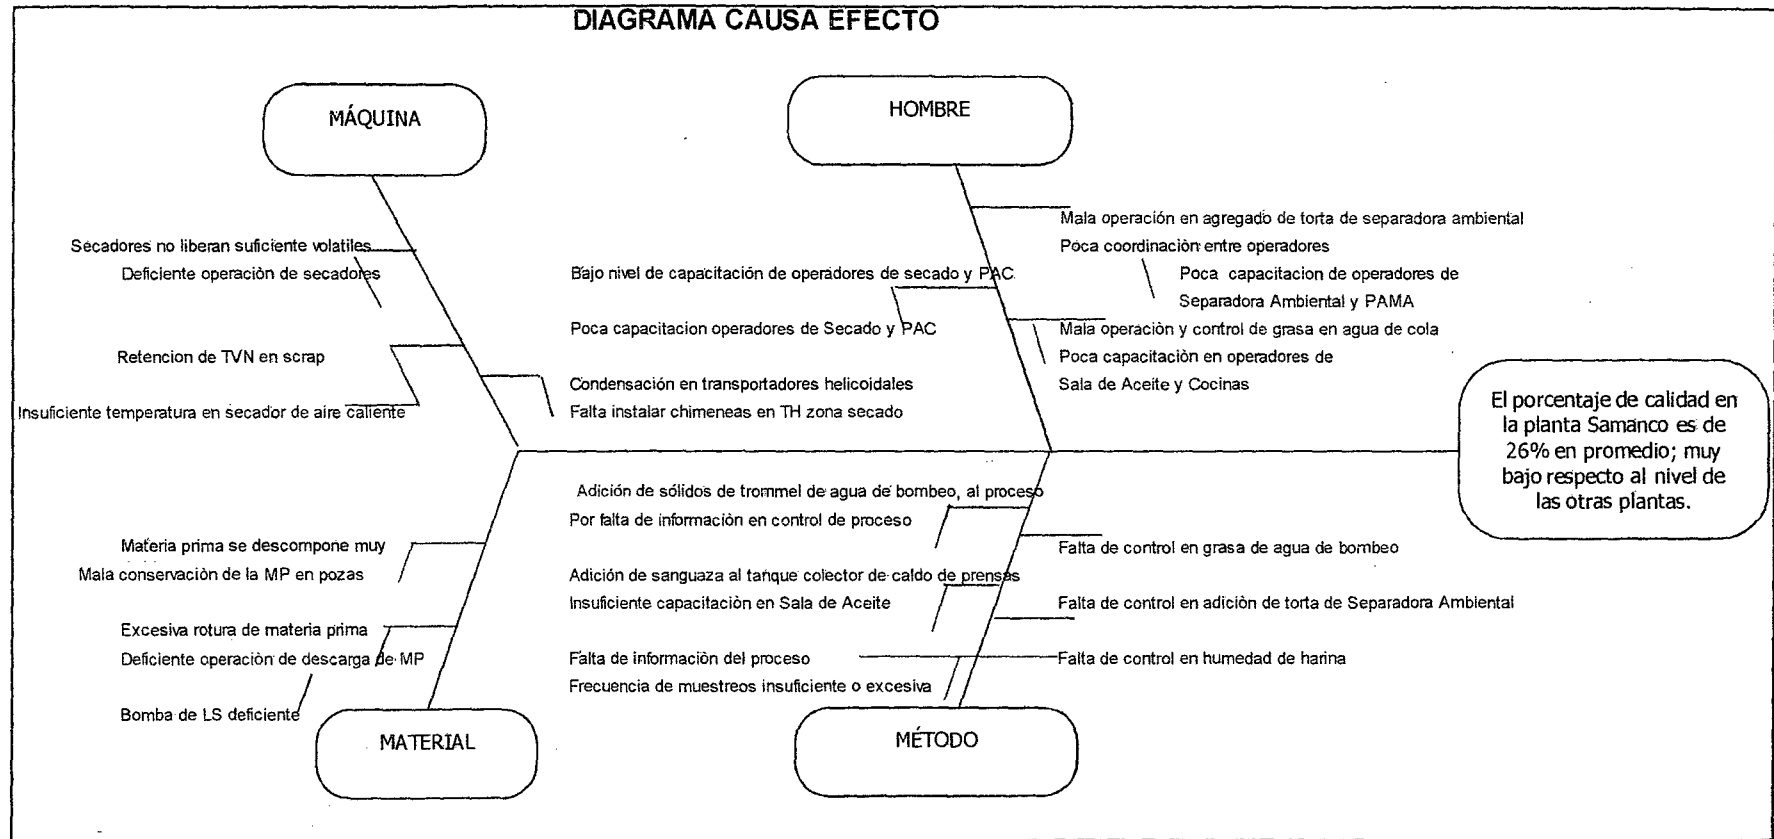 DIAGRAMA CAUSA EFECTO
MÁQUINA
HOMBRE
Secadores no liberan suficiente volatiles
Deficiente operaciòn de secadores
Retencion de TVN en scrap
Insuficiente temperatura en secador de aire caliente
Condensación en transportadores helicoidales
Falta instalar chimeneas en TH zona secado
Bajo nivel de capacitación de operadores de secado y PAC
Poca capacitacion operadores de Secado y PAC
Mala operación en agregado de torta de separadora ambiental
Poca coordinaciòn entre operadores
Poca capacitacion de operadores de
Separadora Ambiental y PAMA
Mala operaciòn y control de grasa en agua de cola
Poca capacitaciòn en operadores de
Sala de Aceite y Cocinas
El porcentaje de calidad en
la planta Samanco es de
26% en promedio; muy
bajo respecto al nivel de
las otras plantas.
Materia prima se descompone muy
Mala conservaciòn de la MP en pozas
Excesiva rotura de materia prima
Deficiente operaciòn de descarga de MP
Bomba de LS deficiente
Adición de sólidos de trommel de agua de bombeo, al proceso
Por falta de informaciòn en control de proceso
Adición de sanguaza al tanque colector de caldo de prensas
Insuficiente capacitaciòn en Sala de Aceite
Falta de informaciòn del proceso
Frecuencia de muestreos insuficiente o excesiva
Falta de control en grasa de agua de bombeo
Falta de control en adiciòn de torta de Separadora Ambiental
Falta de control en humedad de harina
MATERIAL
MÉTODO